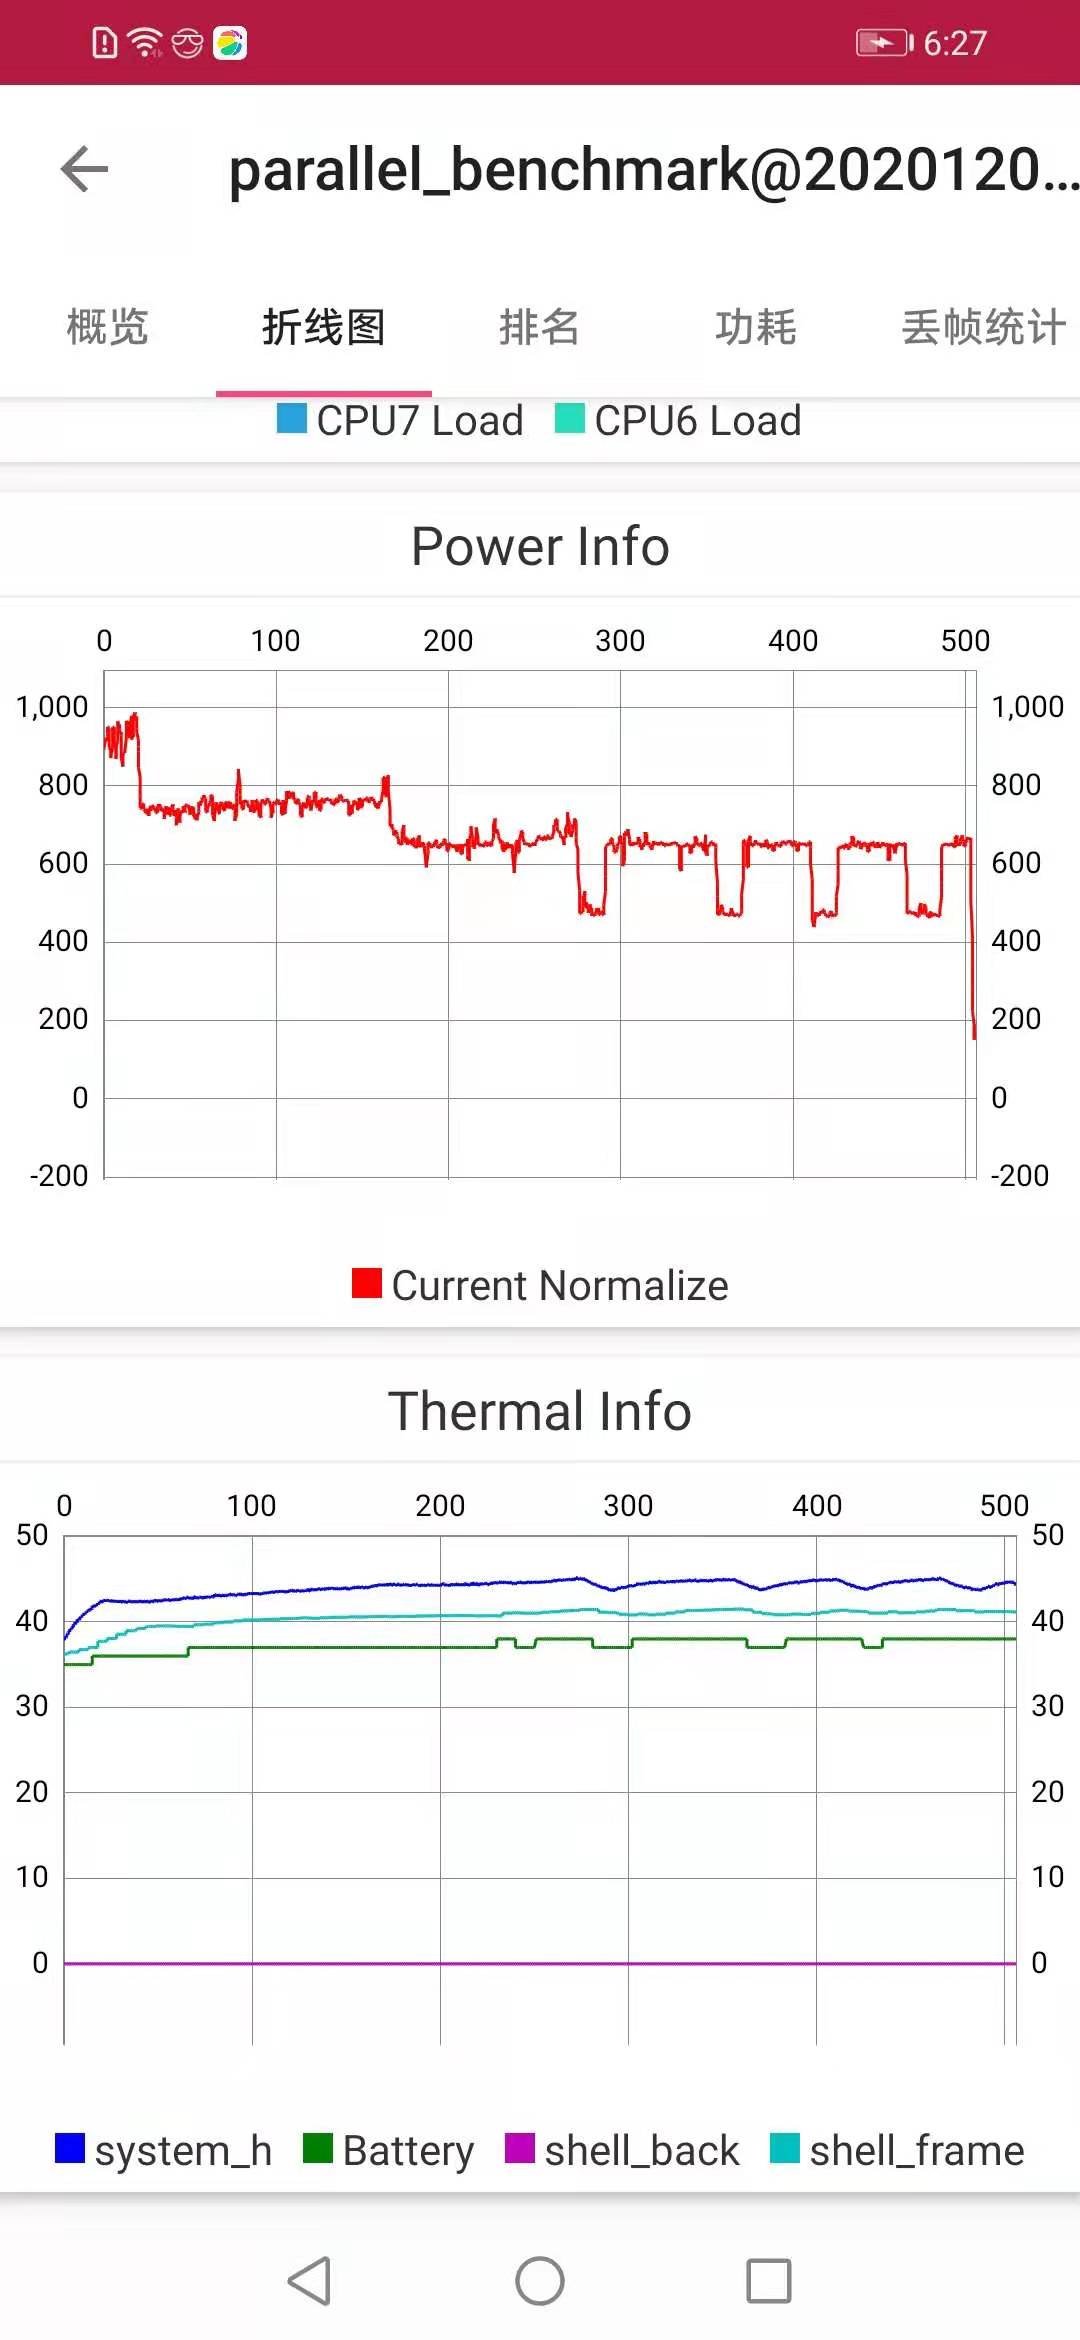 6:27
parallel_benchmark@2020120...
概览 折线图 排名 功耗 丢帧统计
CPU7 Load CPU6 Load
Power Info
0 100 200 300 400 500
1,000 1,000
800 800
600 600
400 400
200 200
0 0
-200 -200
Current Normalize
Thermal Info
0 100 200 300 400 500
50 50
40 40
30 30
20 20
10 10
0 0
system_h Battery shell_back shell_frame